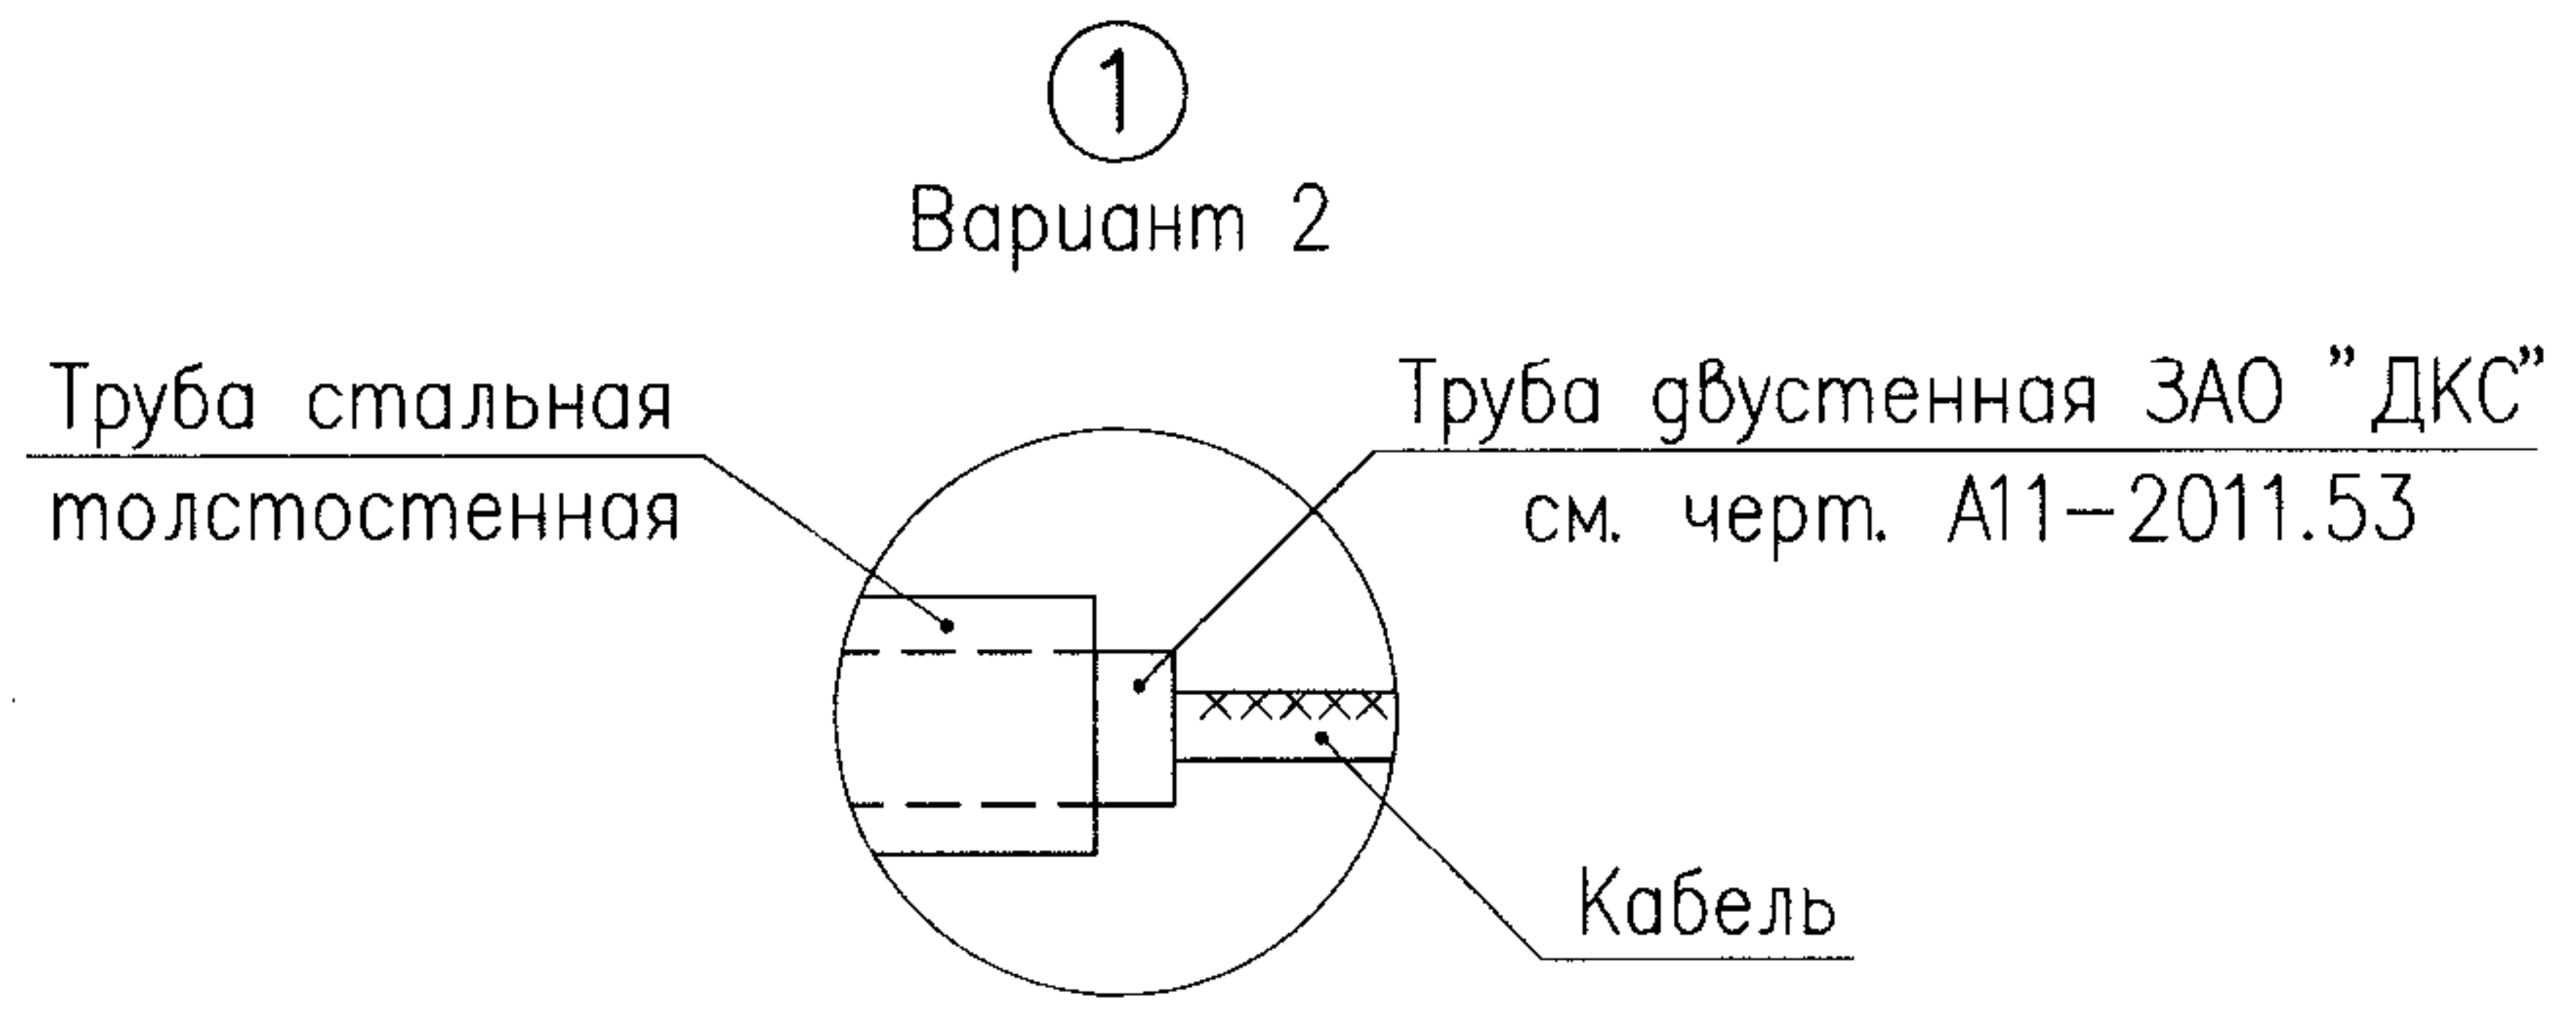 1
Вариант 2
Труба стальная
толстостенная
Труба двустенная ЗАО "ДКС"
см. черт. А11-2011.53
Кабель